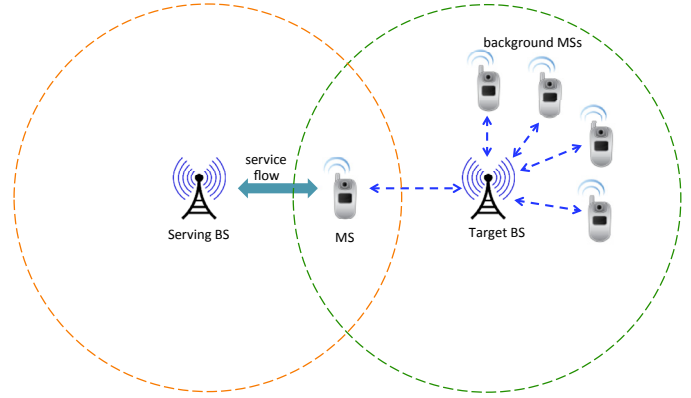 background MSs
service
flow
Serving BS
MS
Target BS